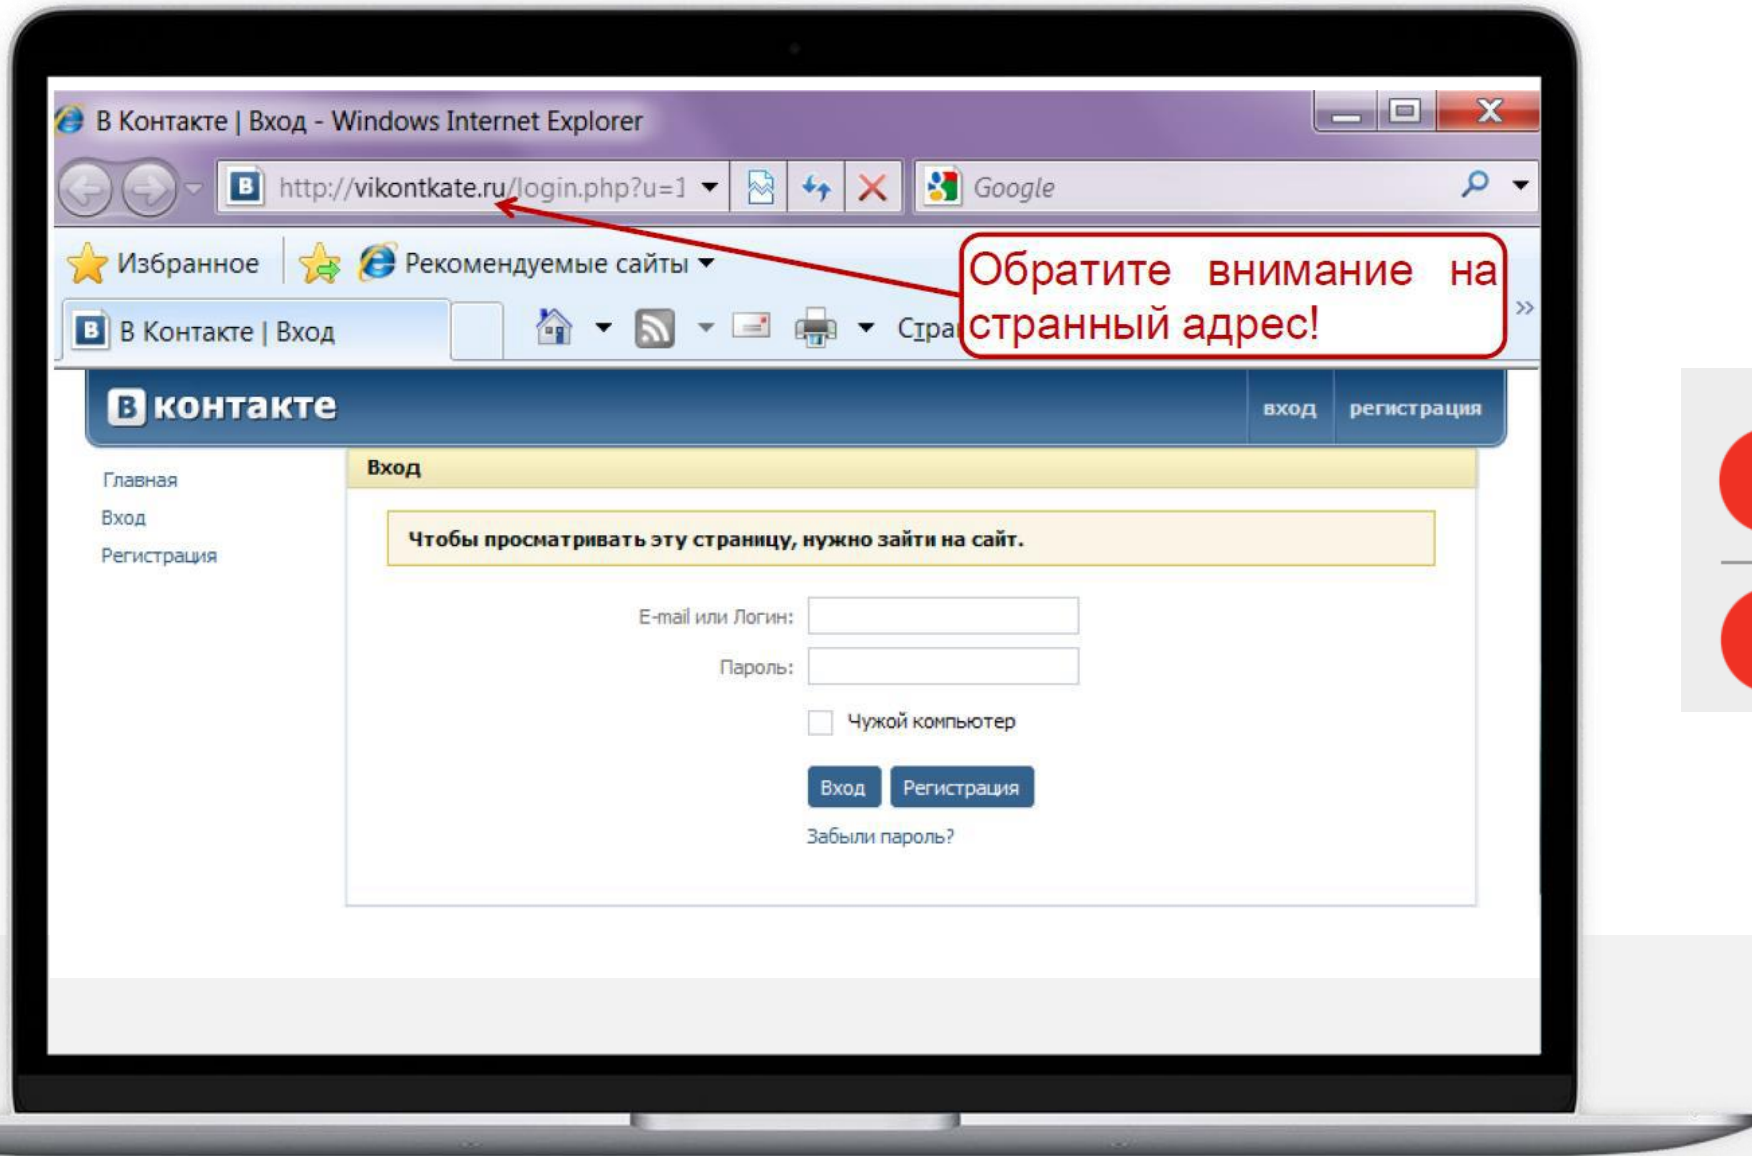 В Контакте | Вход - Windows Internet Explorer
http://vikontkate.ru/login.php?u=1
Google
Избранное
Рекомендуемые сайты
Обратите внимание на
странный адрес!
В Контакте | Вход
В контакте
вход
регистрация
Главная
Вход
Регистрация
Вход
Чтобы просматривать эту страницу, нужно зайти на сайт.
E-mail или Логин:
Пароль:
Чужой компьютер
Вход
Регистрация
Забыли пароль?